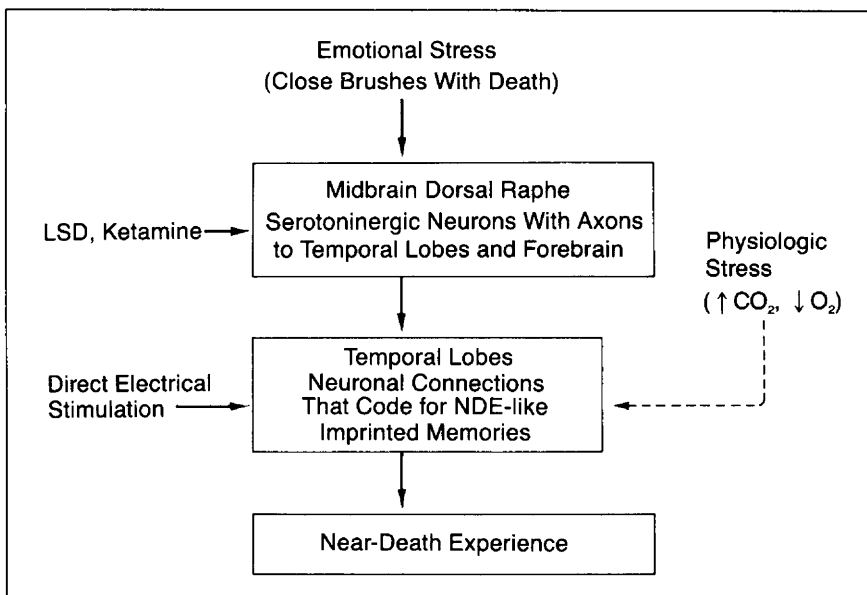 Emotional Stress
(Close Brushes With Death)
Midbrain Dorsal Raphe
Serotoninergic Neurons With Axons
to Temporal Lobes and Forebrain
LSD, Ketamine
Physiologic
Stress
(↑CO₂, ↓O₂)
Temporal Lobes
Neuronal Connections
That Code for NDE-like
Imprinted Memories
Direct Electrical
Stimulation
Near-Death Experience